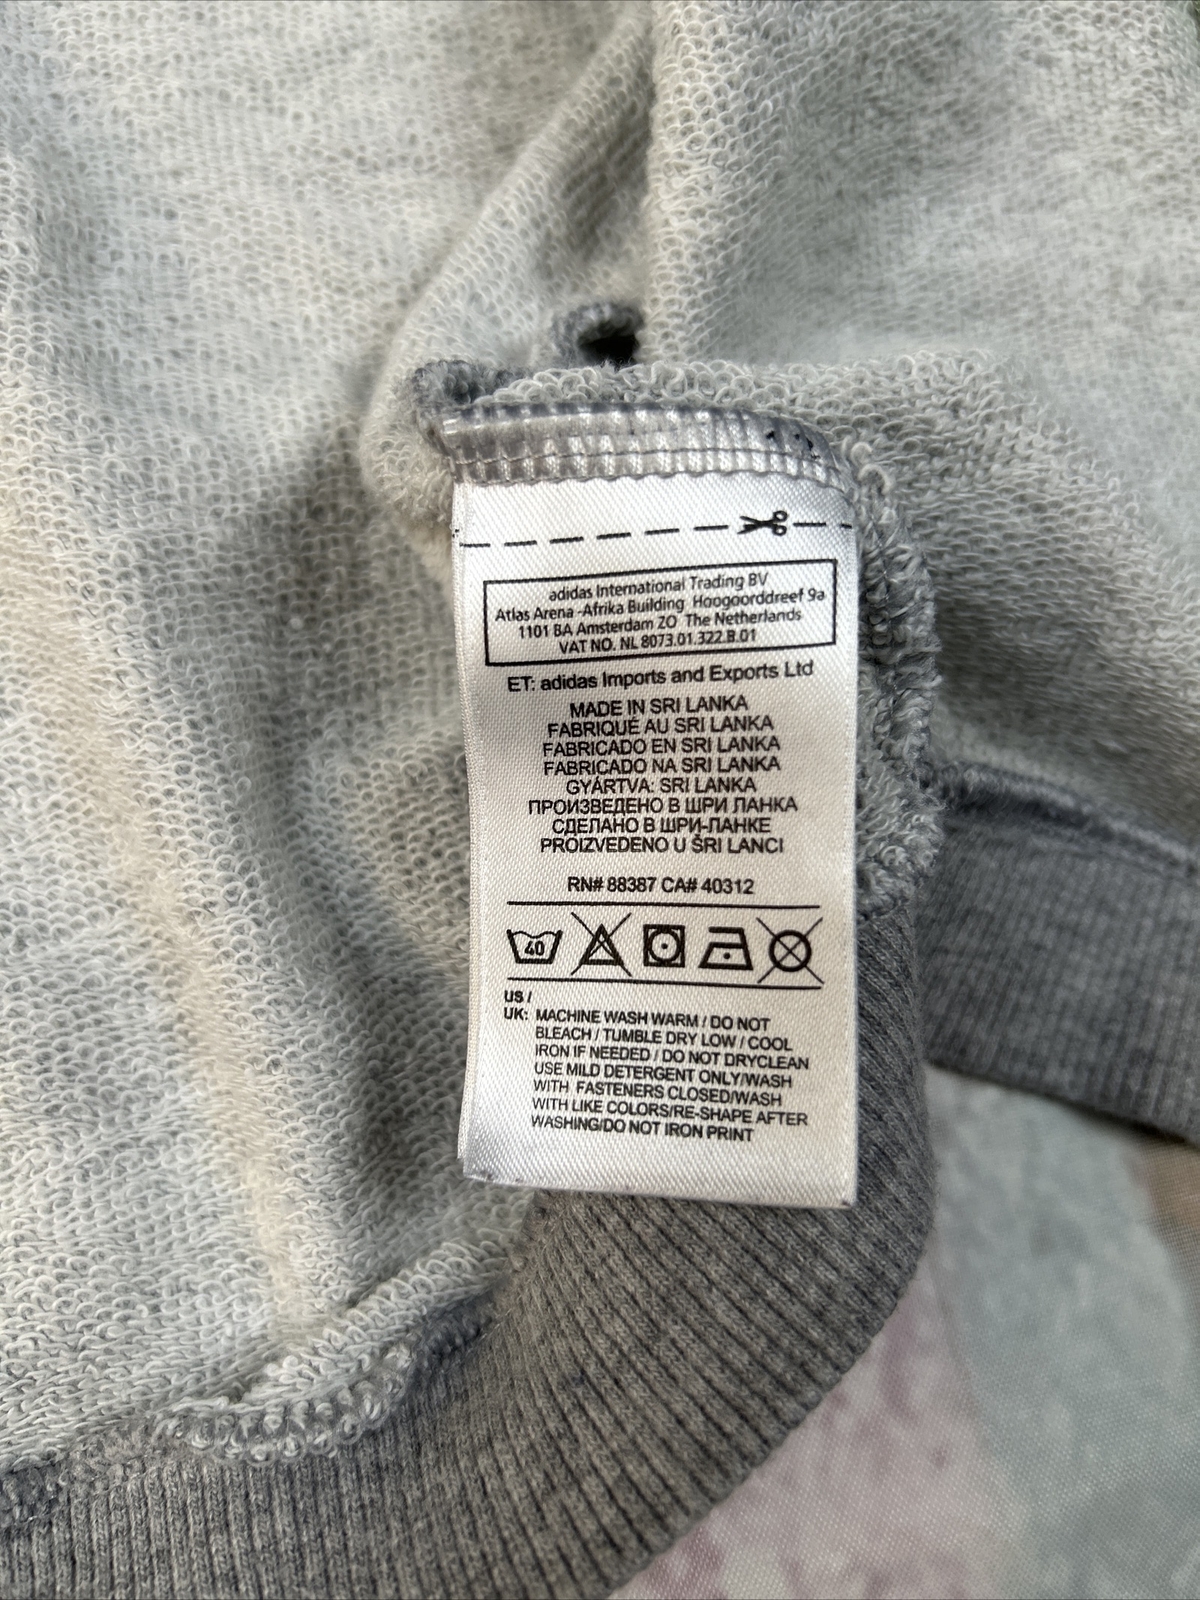 adidas International Trading BV
Atlas Arena -Afrika Building Hoogoorddreef 9a
1101 BA Amsterdam ZO The Netherlands
VAT NO. NL 8073.01.322.B.01
ET: adidas Imports and Exports Ltd
MADE IN SRI LANKA
FABRIQUÉ AU SRI LANKA
FABRICADO EN SRI LANKA
FABRICADO NA SRI LANKA
GYÁRTVA: SRI LANKA
ПРОИЗВЕДЕНО В ШРИ ЛАНКА
СДЕЛАНО В ШРИ-ЛАНКЕ
PROIZVEDENO U ŠRI LANCI
RN# 88387 CA# 40312
40
US /
UK: MACHINE WASH WARM / DO NOT
BLEACH / TUMBLE DRY LOW / COOL
IRON IF NEEDED / DO NOT DRYCLEAN
USE MILD DETERGENT ONLY/WASH
WITH FASTENERS CLOSED/WASH
WITH LIKE COLORS/RE-SHAPE AFTER
WASHING/DO NOT IRON PRINT